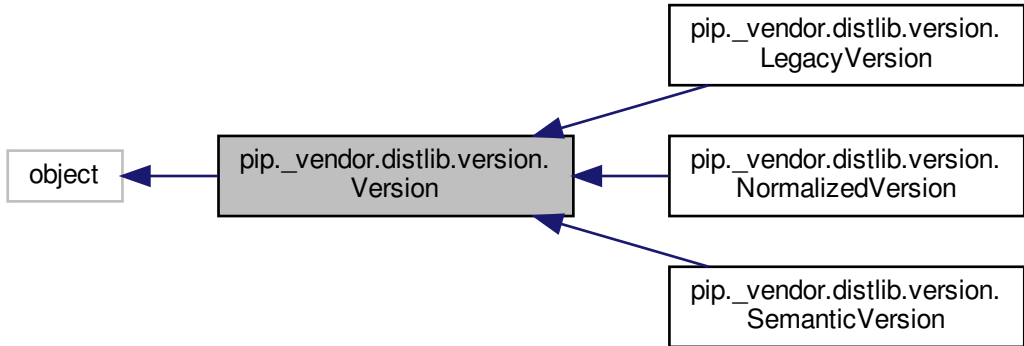 object
pip._vendor.distlib.version.
Version
pip._vendor.distlib.version.
LegacyVersion
pip._vendor.distlib.version.
NormalizedVersion
pip._vendor.distlib.version.
SemanticVersion